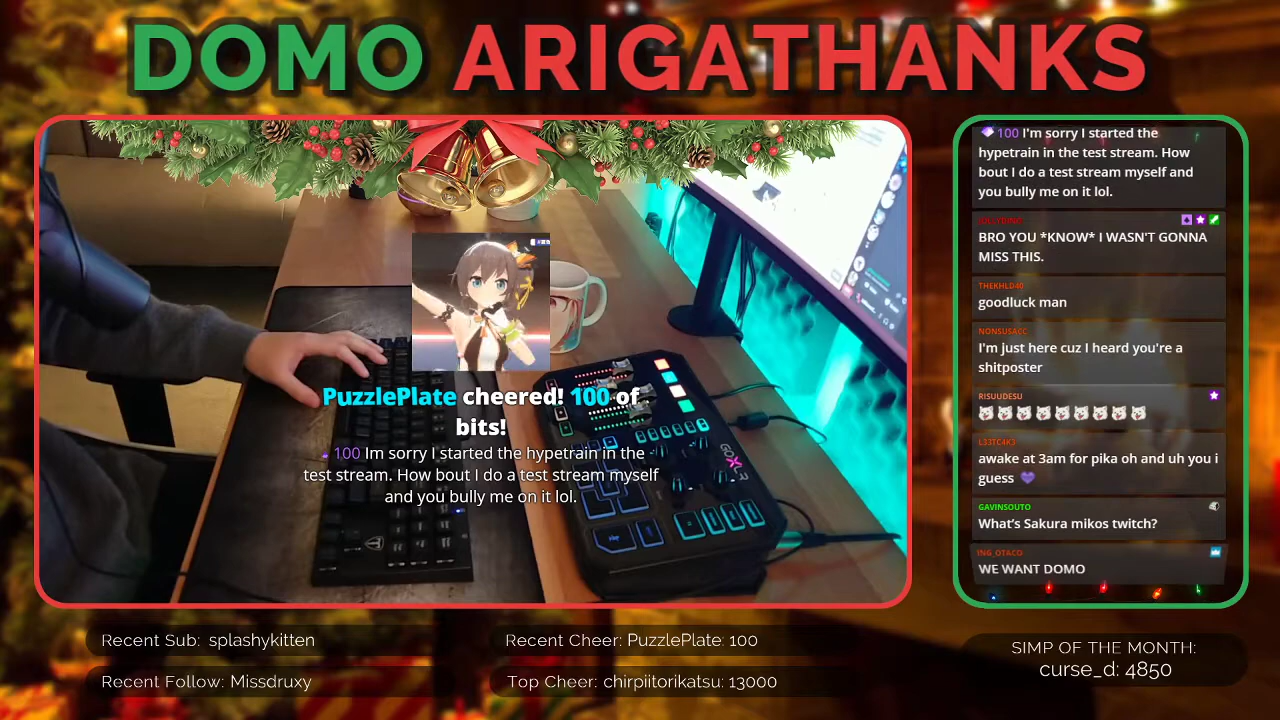 DOMO ARIGATHANKS
PuzzlePlate cheered! 100 of
bits!
100 Im sorry I started the hypetrain in the
test stream. How bout I do a test stream myself
and you bully me on it lol.
GOXLR
100 I'm sorry I started the
hypetrain in the test stream. How
bout I do a test stream myself and
you bully me on it lol.
BRO YOU *KNOW* I WASN'T GONNA
MISS THIS.
THEKHLD40
goodluck man
NONSUSACC
I'm just here cuz I heard you're a
shitposter
RISUUDESU
L33TC4K3
awake at 3am for pika oh and uh you i
guess
GAVINSOUTO
What's Sakura mikos twitch?
ING_OTACO
WE WANT DOMO
Recent Sub: splashykitten
Recent Cheer: PuzzlePlate: 100
Recent Follow: Missdruxy
Top Cheer: chirpiitorikatsu: 13000
SIMP OF THE MONTH:
curse_d: 4850